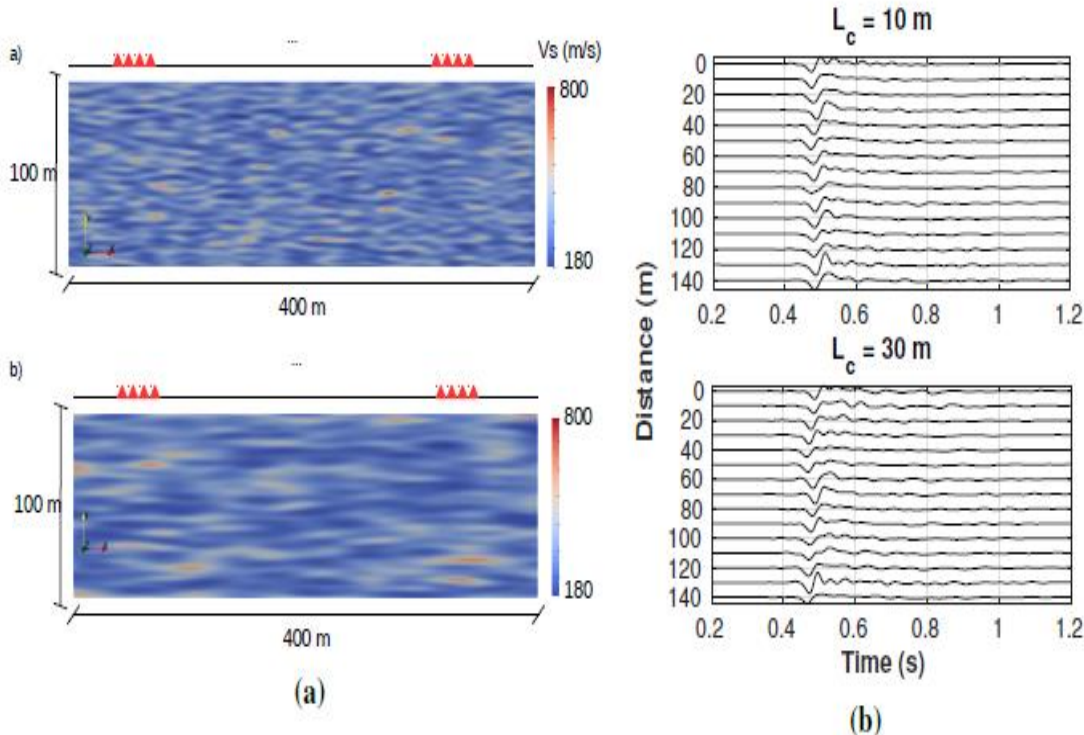 a)
...
Vs (m/s)
800
100 m
180
400 m
b)
...
800
100 m
180
400 m
(a)
L_c = 10 m
0
20
40
60
80
100
120
140
0.2 0.4 0.6 0.8 1 1.2
L_c = 30 m
Distance (m)
0
20
40
60
80
100
120
140
0.2 0.4 0.6 0.8 1 1.2
Time (s)
(b)